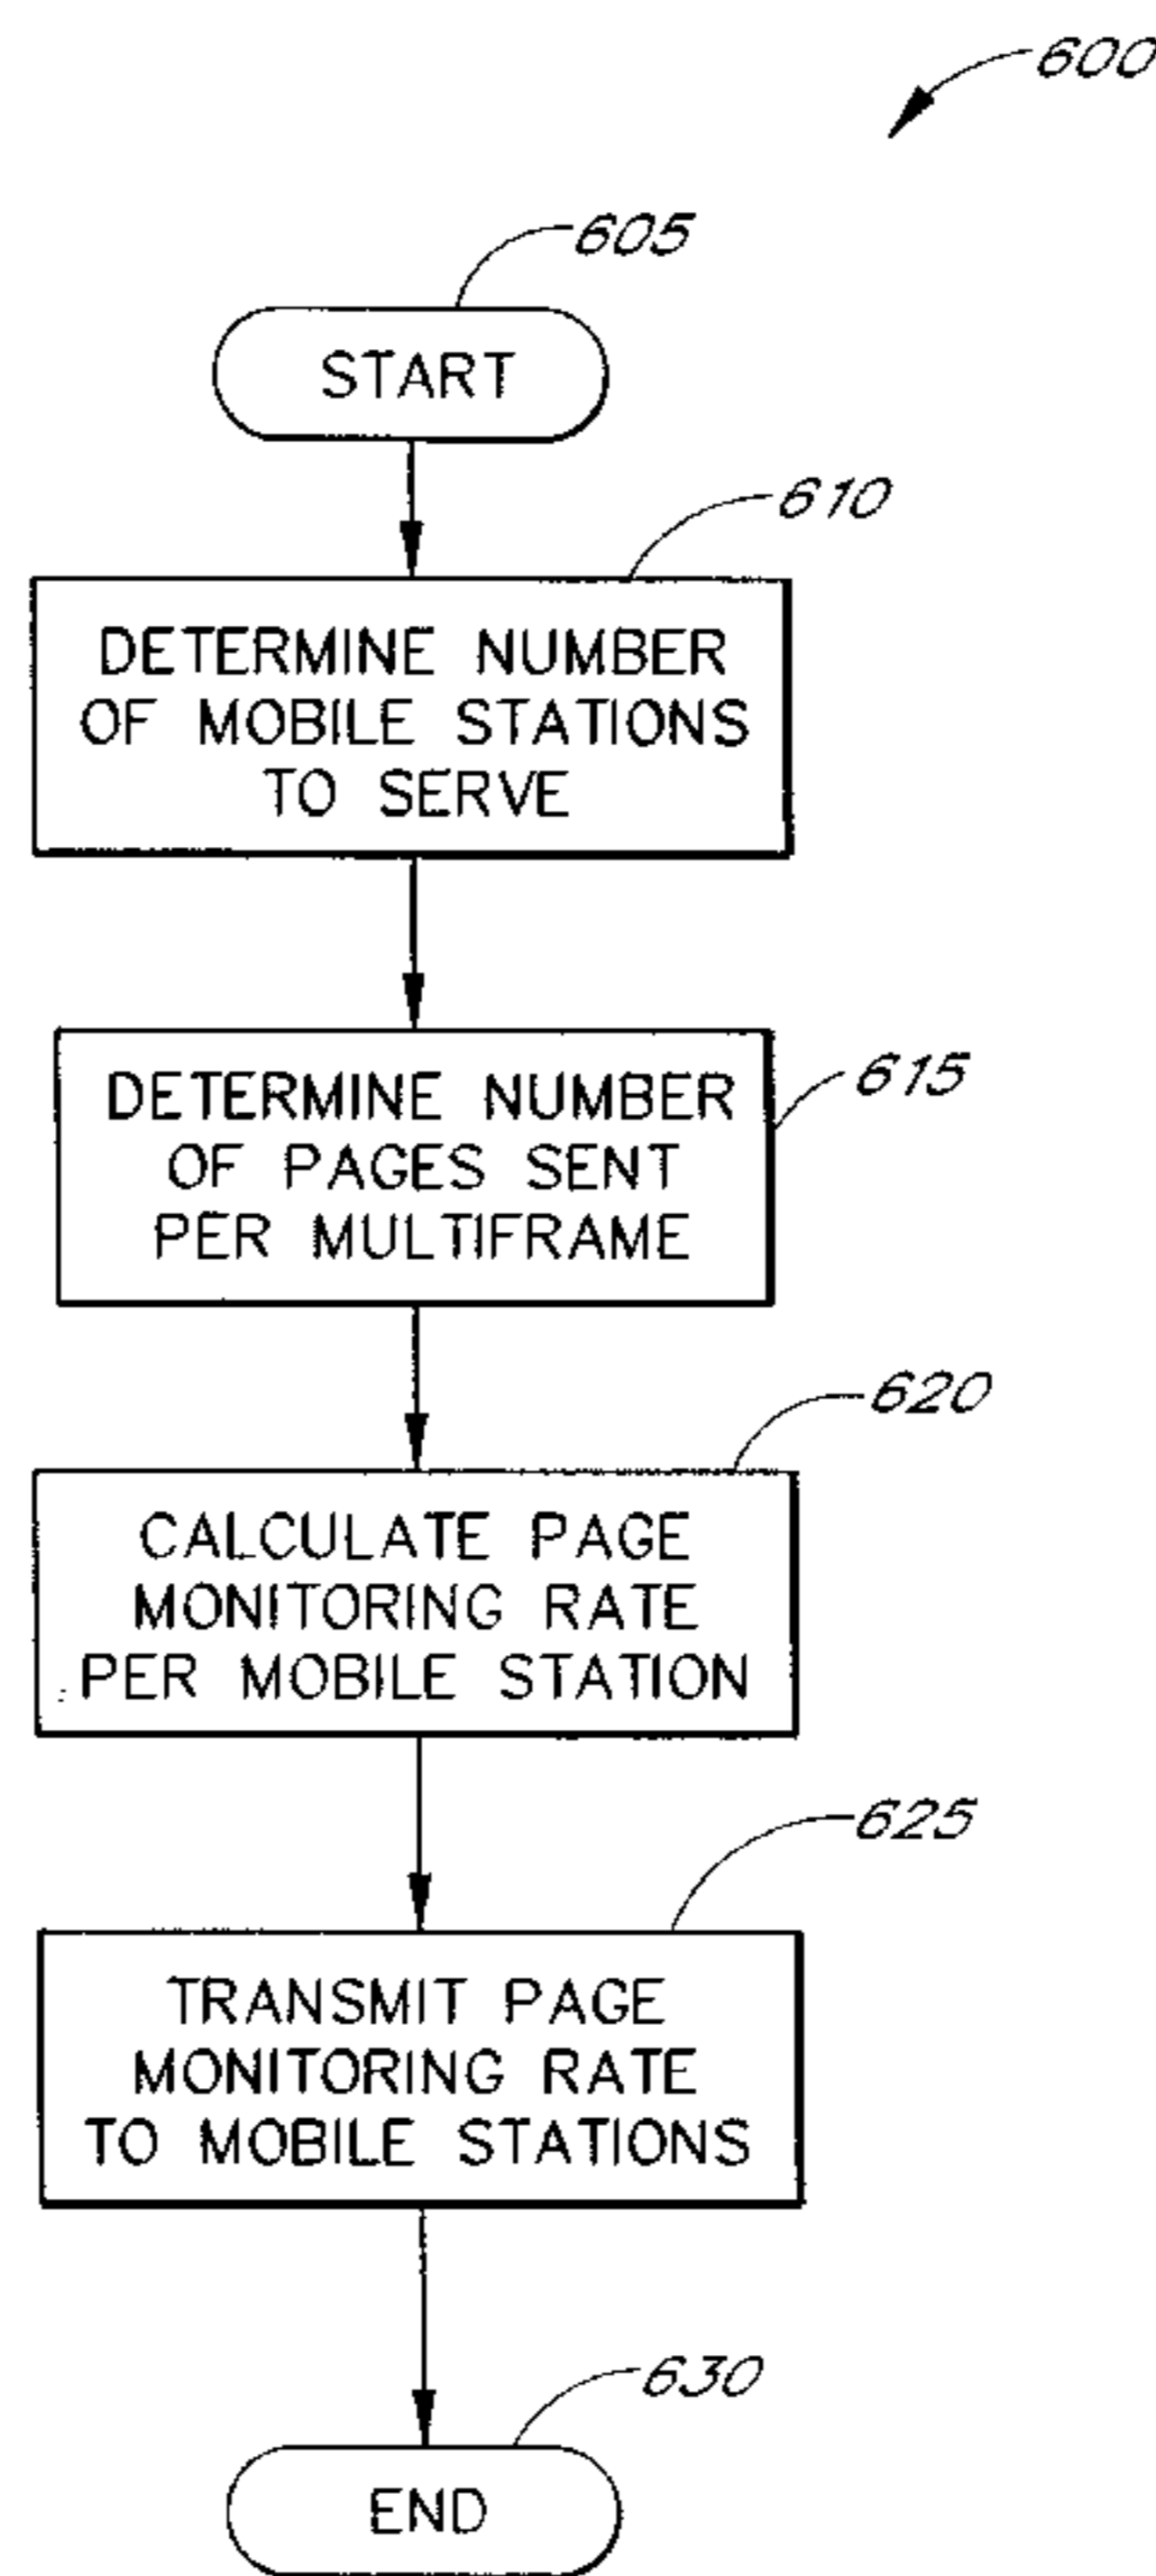 600
605
START
610
DETERMINE NUMBER
OF MOBILE STATIONS
TO SERVE
615
DETERMINE NUMBER
OF PAGES SENT
PER MULTIFRAME
620
CALCULATE PAGE
MONITORING RATE
PER MOBILE STATION
625
TRANSMIT PAGE
MONITORING RATE
TO MOBILE STATIONS
630
END